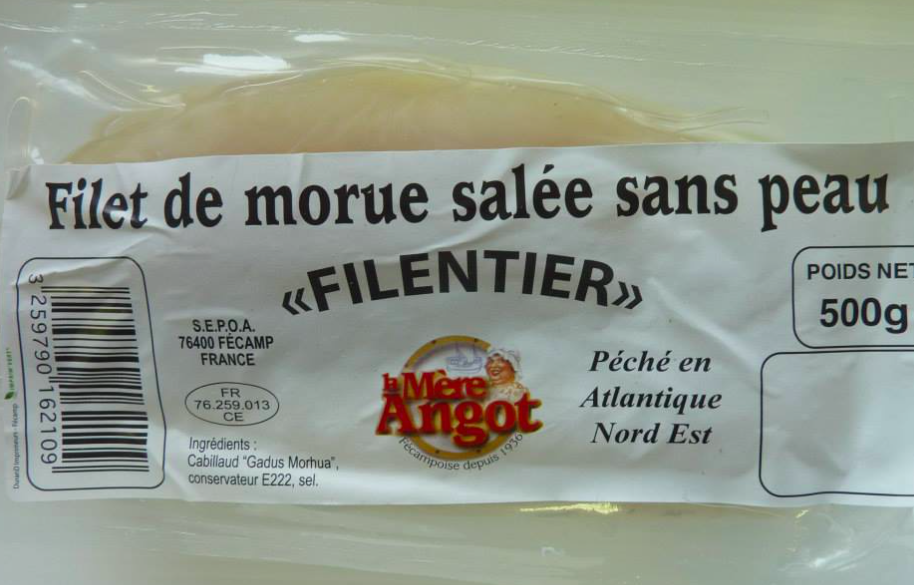 Filet de morue salée sans peau
«FILENTIER»
POIDS NET
500g
S.E.P.O.A.
76400 FÉCAMP
FRANCE
FR
76.259.013
CE
Ingrédients :
Cabillaud "Gadus Morhua",
conservateur E222, sel.
la Mère
Angot
Fécampoise depuis 1936
Péché en
Atlantique
Nord Est
3 259790 162109